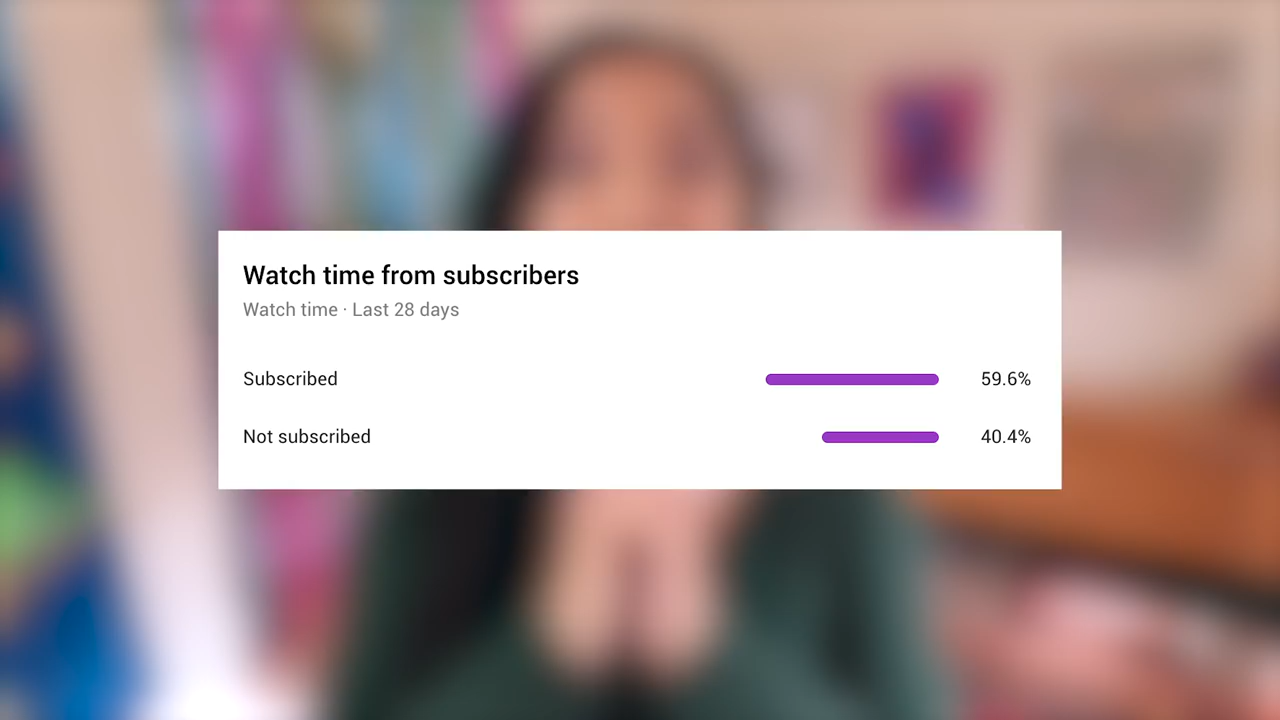 Watch time from subscribers
Watch time · Last 28 days
Subscribed 59.6%
Not subscribed 40.4%